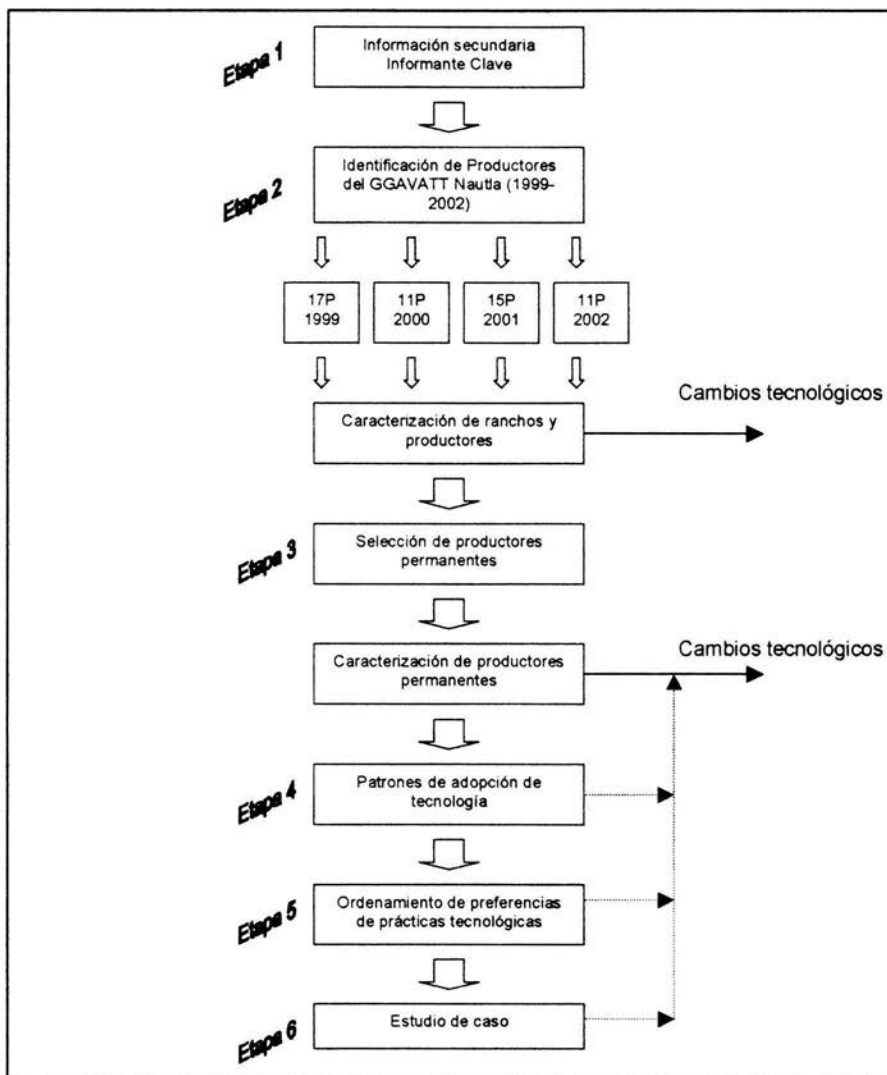 Etapa 1
Información secundaria
Informante Clave
Etapa 2
Identificación de Productores
del GGAVATT Nautla (1999-
2002)
17P
1999
11P
2000
15P
2001
11P
2002
Caracterización de ranchos y
productores
Cambios tecnológicos
Etapa 3
Selección de productores
permanentes
Caracterización de productores
permanentes
Cambios tecnológicos
Etapa 4
Patrones de adopción de
tecnología
Etapa 5
Ordenamiento de preferencias
de prácticas tecnológicas
Etapa 6
Estudio de caso